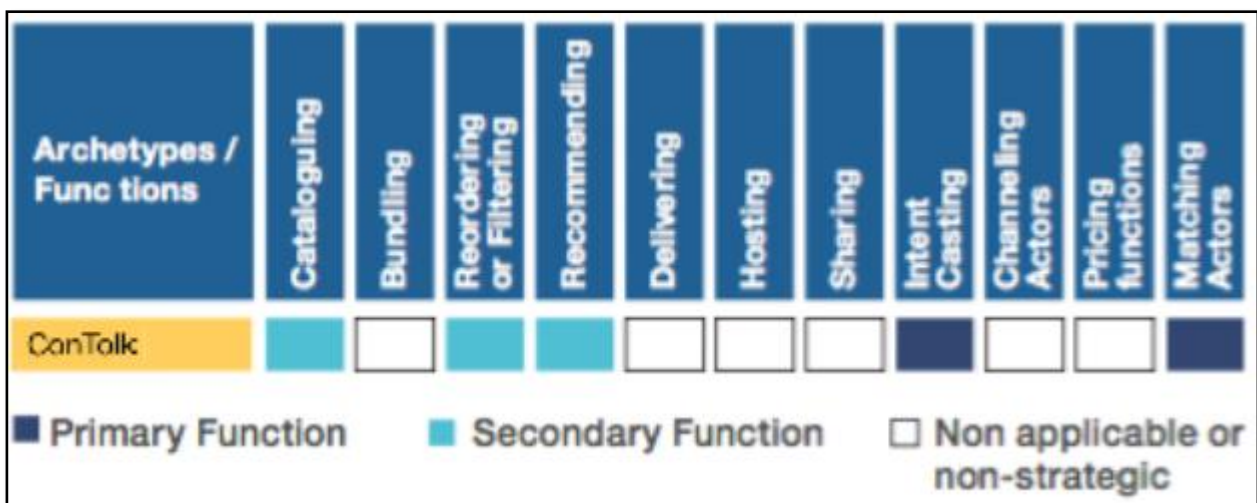 Archetypes /
Func tions
Cataloguing
Bundling
Reordering
or Filtering
Recommending
Delivering
Hosting
Sharing
Intent
Casting
Channeling
Actors
Pricing
functions
Matching
Actors
ConTolk
Primary Function
Secondary Function
Non applicable or
non-strategic